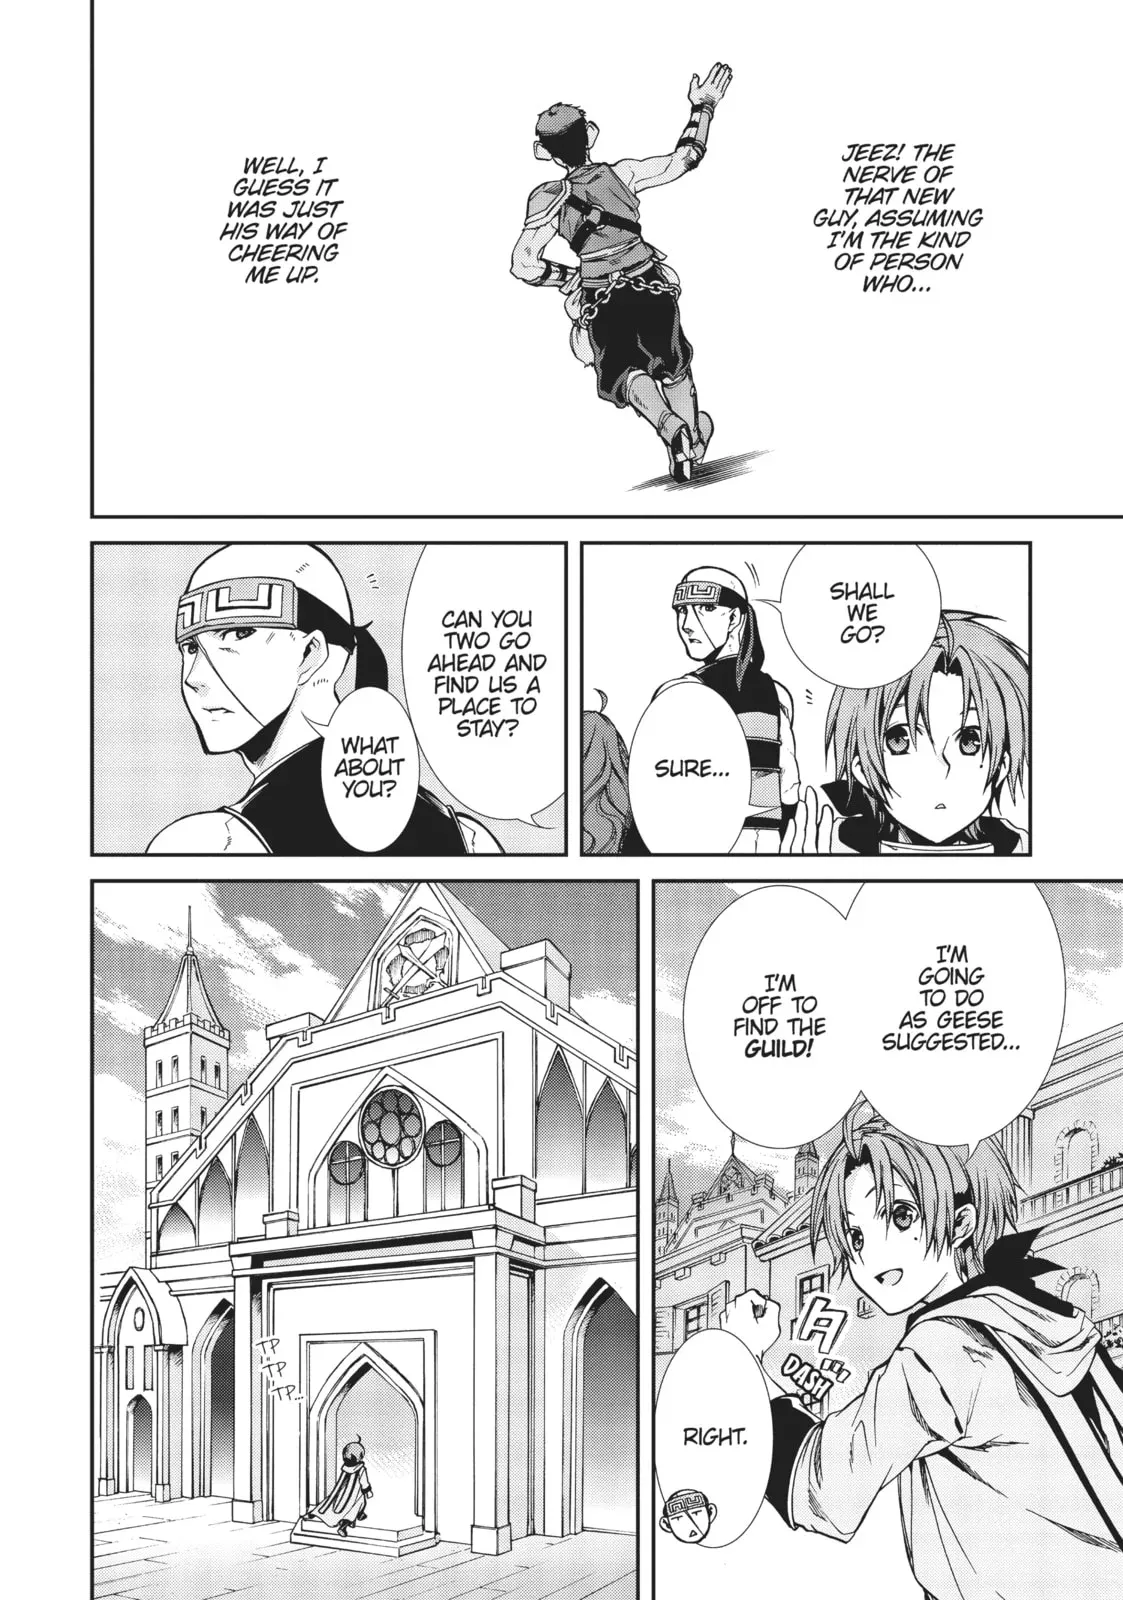 JEEZ! THE
NERVE OF
THAT NEW
GUY, ASSUMING
I'M THE KIND
OF PERSON
WHO...
WELL, I
GUESS IT
WAS JUST
HIS WAY OF
CHEERING
ME UP.
SHALL
WE
GO?
SURE...
CAN YOU
TWO GO
AHEAD AND
FIND US A
PLACE TO
STAY?
WHAT
ABOUT
YOU?
I'M
GOING
TO DO
AS GEESE
SUGGESTED...
I'M
OFF TO
FIND THE
GUILD!
タ
DASH
RIGHT.
TP
TP
TP...